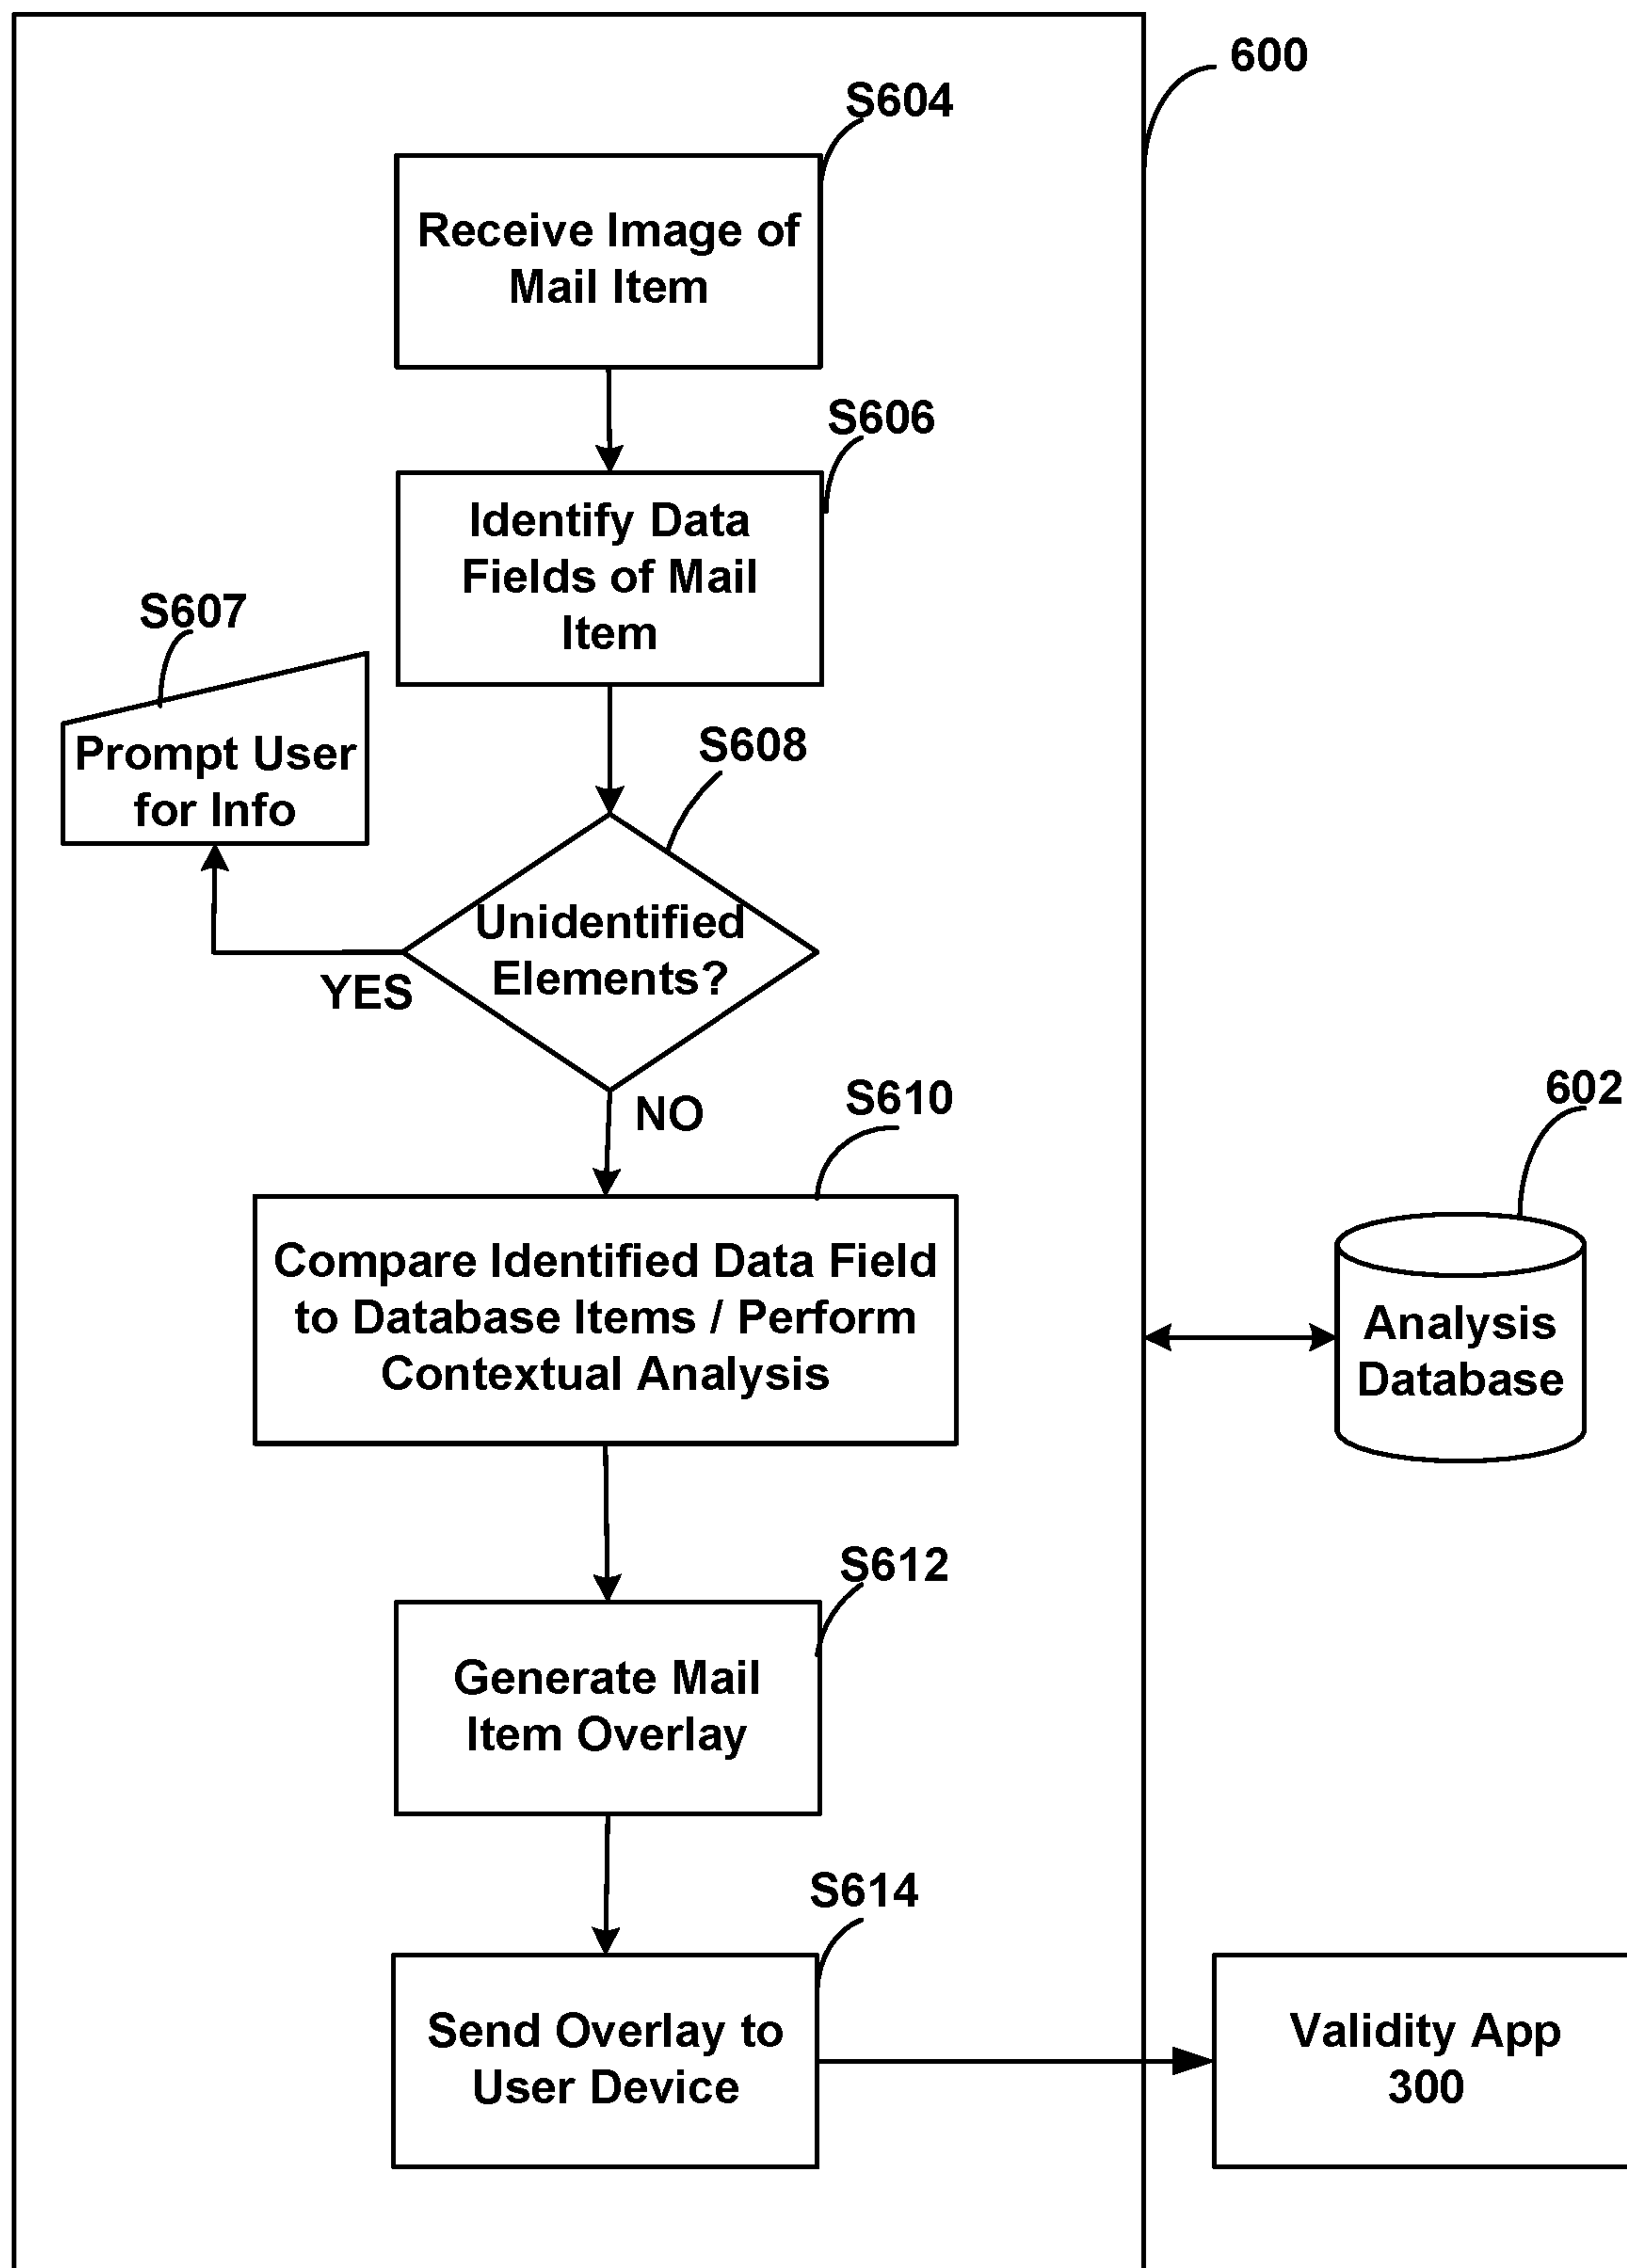 600
S604
Receive Image of
Mail Item
S606
Identify Data
Fields of Mail
Item
S607
Prompt User
for Info
S608
Unidentified
Elements?
YES
NO
S610
Compare Identified Data Field
to Database Items / Perform
Contextual Analysis
602
Analysis
Database
S612
Generate Mail
Item Overlay
S614
Send Overlay to
User Device
Validity App
300